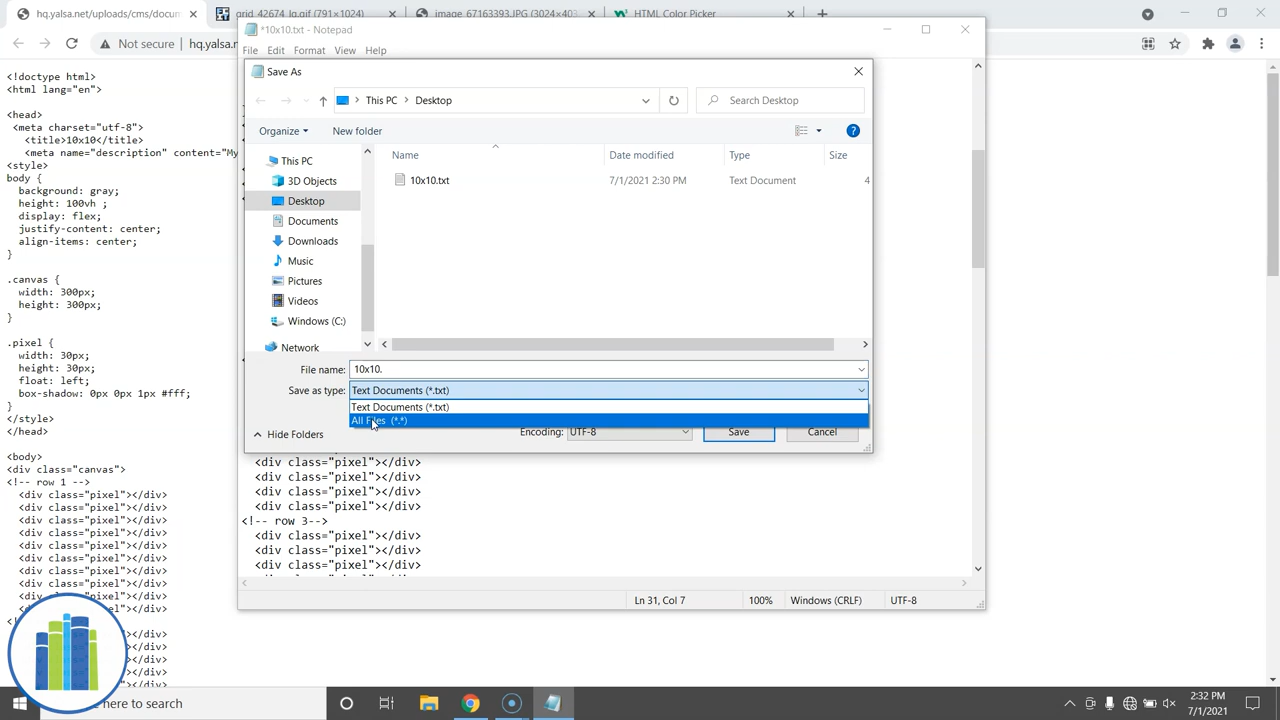 hq.yalsa.net/uploads/cms/docum
grid_42674_lg.gif (791×1024)
image_67163393.JPG (3024×403
HTML Color Picker
Not secure
hq.yalsa
*10x10.txt - Notepad
File Edit Format View Help
Save As
This PC > Desktop
Search Desktop
Organize
New folder
Name Date modified Type Size
This PC
3D Objects
Desktop
Documents
Downloads
Music
Pictures
Videos
Windows (C:)
Network
10x10.txt 7/1/2021 2:30 PM Text Document 4
File name: 10x10.
Save as type: Text Documents (*.txt)
Text Documents (*.txt)
All Files (*.*)
Hide Folders
Encoding: UTF-8
Save
Cancel
<div class="pixel"></div>
<div class="pixel"></div>
<div class="pixel"></div>
<div class="pixel"></div>
<!-- row 3-->
<div class="pixel"></div>
<div class="pixel"></div>
<div class="pixel"></div>
Ln 31, Col 7 100% Windows (CRLF) UTF-8
<!doctype html>
<html lang="en">
<head>
<meta charset="utf-8">
<title>10x10</title>
<meta name="description" content="My
<style>
body {
background: gray;
height: 100vh ;
display: flex;
justify-content: center;
align-items: center;
}
.canvas {
width: 300px;
height: 300px;
}
.pixel {
width: 30px;
height: 30px;
float: left;
box-shadow: 0px 0px 1px #fff;
}
</style>
</head>
<body>
<div class="canvas">
<!-- row 1 -->
<div class="pixel"></div>
<div class="pixel"></div>
<div class="pixel"></div>
<div class="pixel"></div>
<div class="pixel"></div>
<div class="pixel"></div>
<div class="pixel"></div>
<div class="pixel"></div>
here to search
2:32 PM
7/1/2021